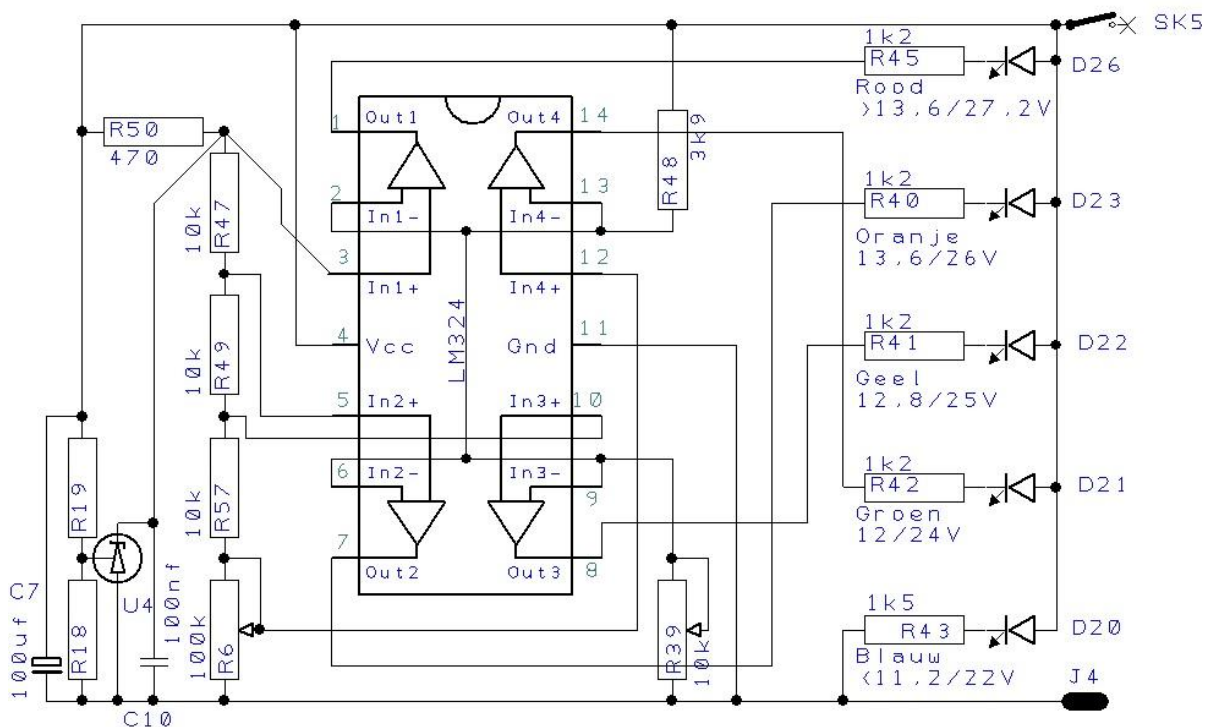 SK5
1k2
R45
Rood
>13,6/27,2V
D26
R50
470
1
Out1
Out4
14
3k9
R48
2
In1-
In4-
13
10k
R47
1k2
R40
Oranje
13,6/26V
D23
3
In1+
In4+
12
LM324
4
Vcc
Gnd
11
10k
R49
1k2
R41
Geel
12,8/25V
D22
5
In2+
In3+
10
6
In2-
In3-
9
R19
10k
R57
1k2
R42
Groen
12/24V
D21
7
Out2
Out3
8
C7
100uf
R18
U4
100nf
C10
100k
R6
R39
10k
1k5
R43
Blauw
<11,2/22V
D20
J4